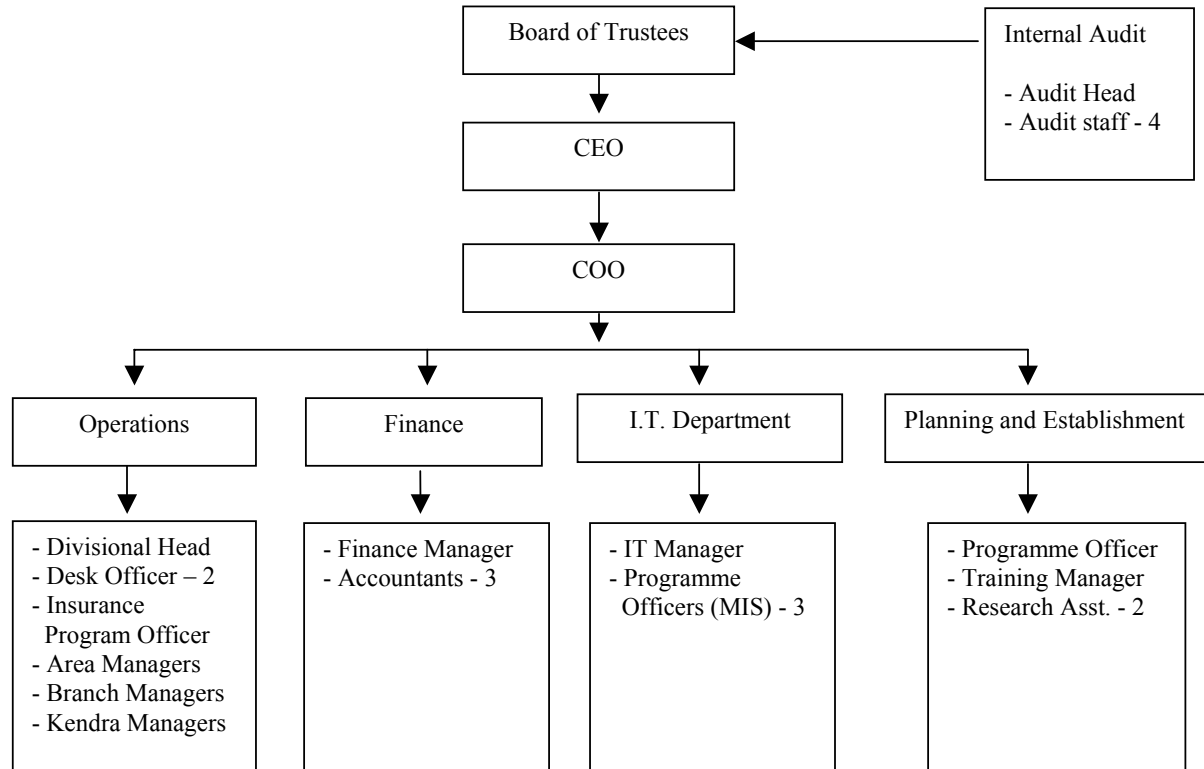 Board of Trustees
Internal Audit
- Audit Head
- Audit staff - 4
CEO
COO
Operations
Finance
I.T. Department
Planning and Establishment
- Divisional Head
- Desk Officer – 2
- Insurance
Program Officer
- Area Managers
- Branch Managers
- Kendra Managers
- Finance Manager
- Accountants - 3
- IT Manager
- Programme
Officers (MIS) - 3
- Programme Officer
- Training Manager
- Research Asst. - 2